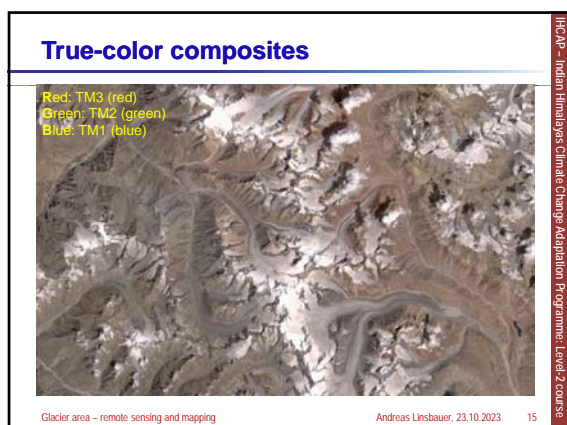 True-color composites
Red: TM3 (red)
Green: TM2 (green)
Blue: TM1 (blue)
IHCAP – Indian Himalayas Climate Change Adaptation Programme: Level-2 course
Glacier area – remote sensing and mapping
Andreas Linsbauer, 23.10.2023
15